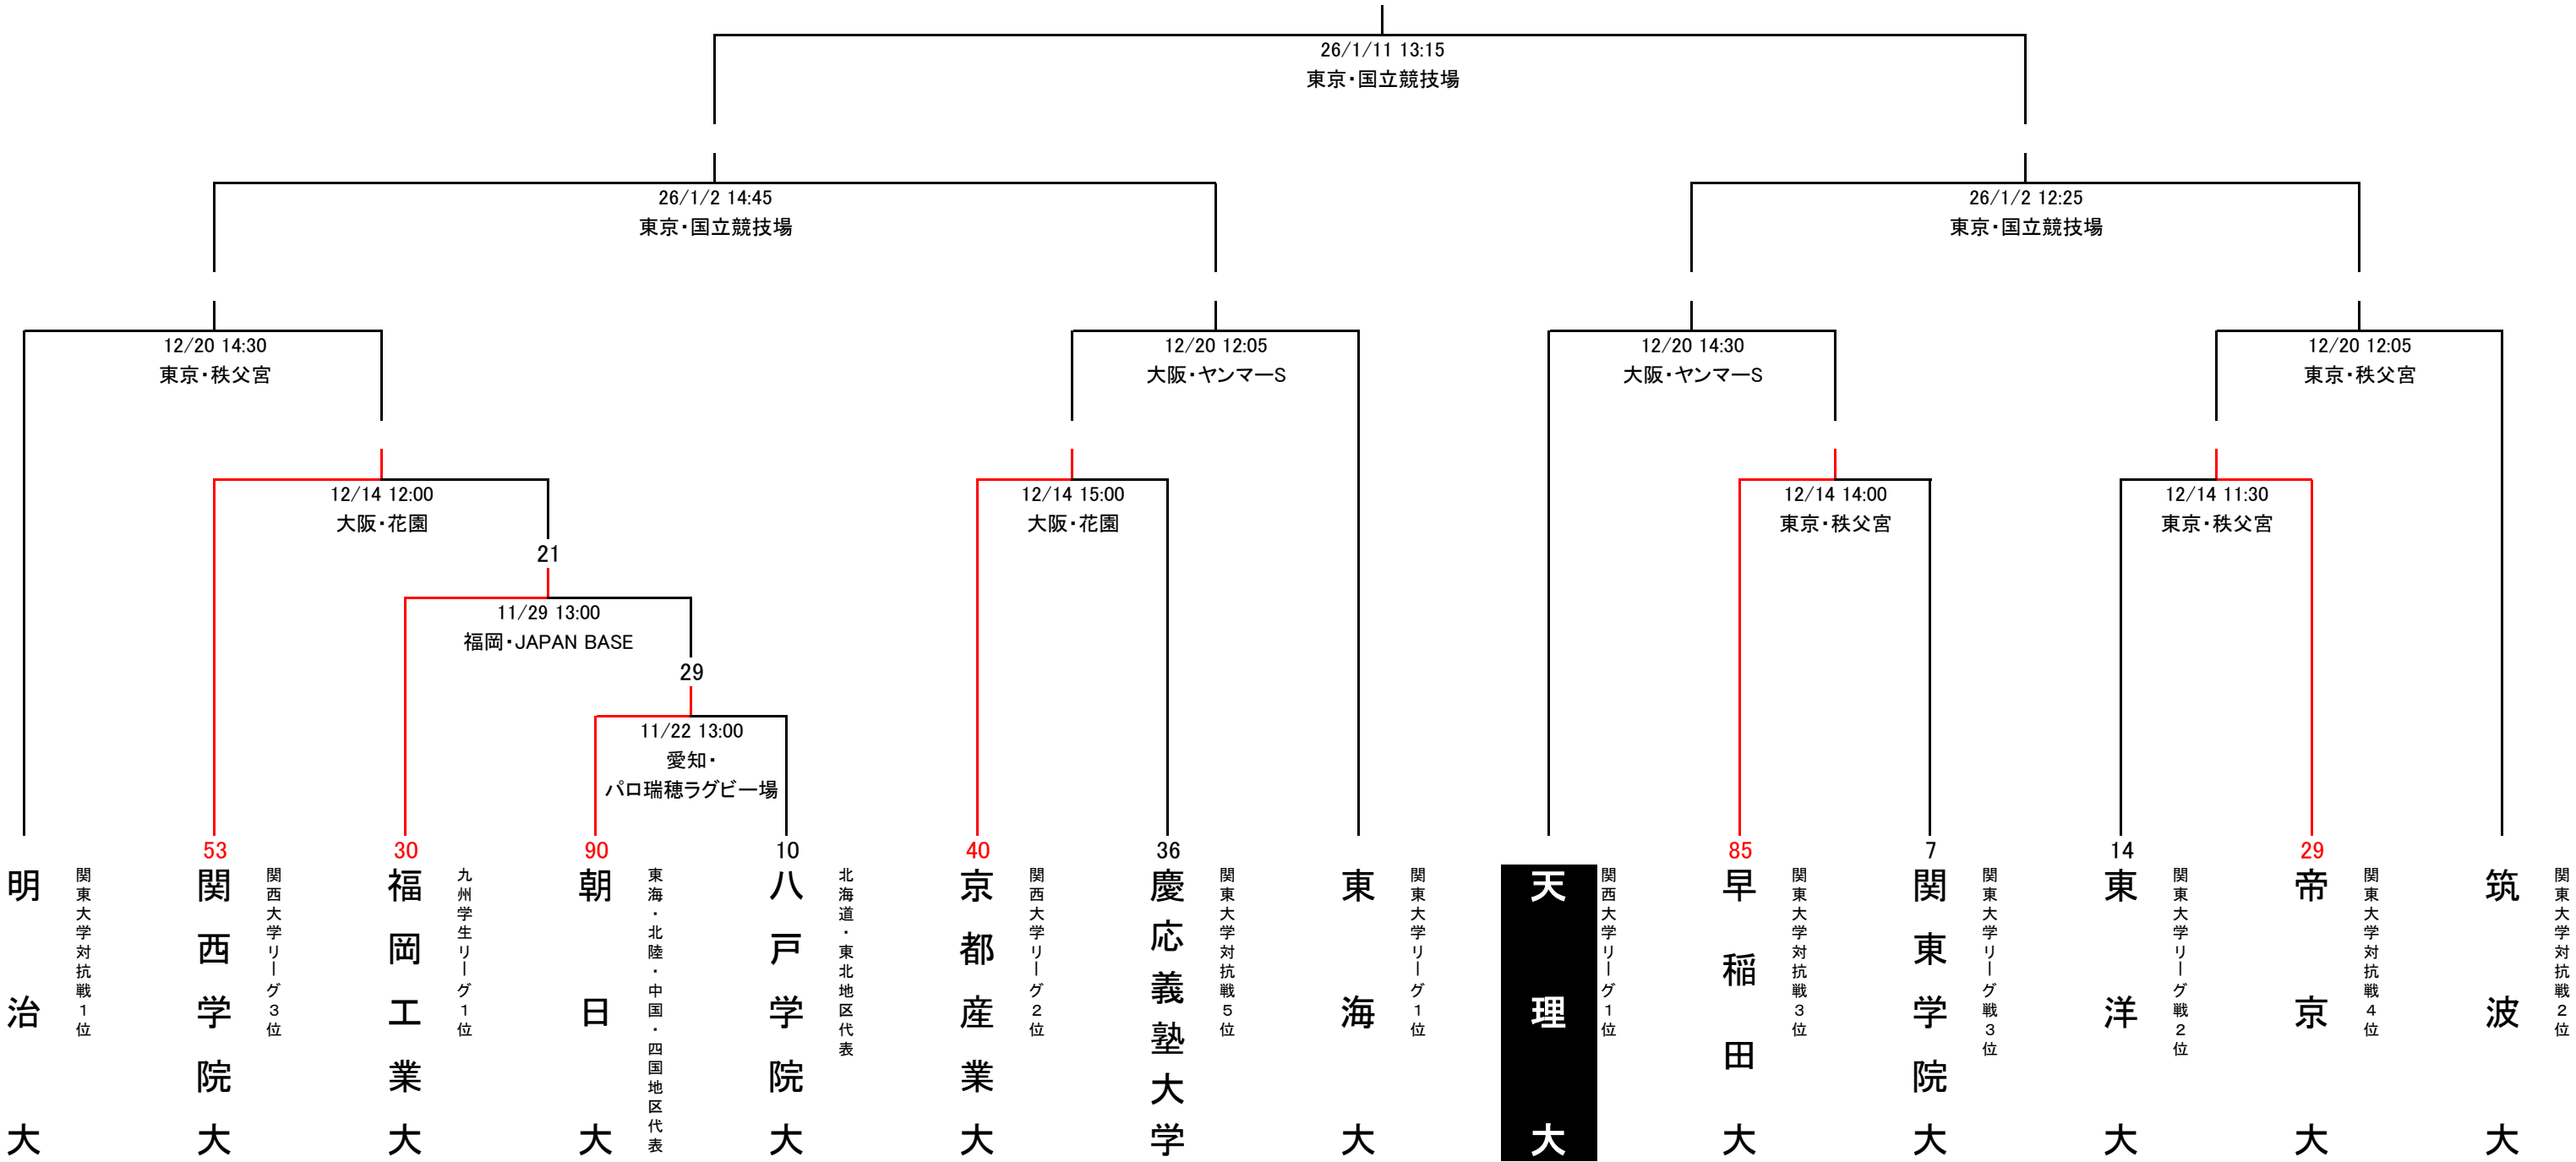 26/1/11 13:15
東京・国立競技場
26/1/2 14:45
東京・国立競技場
26/1/2 12:25
東京・国立競技場
12/20 14:30
東京・秩父宮
12/20 12:05
大阪・ヤンマーS
12/20 14:30
大阪・ヤンマーS
12/20 12:05
東京・秩父宮
12/14 12:00
大阪・花園
12/14 15:00
大阪・花園
12/14 14:00
東京・秩父宮
12/14 11:30
東京・秩父宮
21
11/29 13:00
福岡・JAPAN BASE
29
11/22 13:00
愛知・
パロ瑞穂ラグビー場
53
30
90
10
40
36
85
7
14
29
明治大
関東大学対抗戦1位
関西学院大
関西大学リーグ3位
福岡工業大
九州学生リーグ1位
朝日大
東海・北陸・中国・四国地区代表
八戸学院大
北海道・東北地区代表
京都産業大
関西大学リーグ2位
慶応義塾大学
関東大学対抗戦5位
東海大
関東大学リーグ1位
天理大
関西大学リーグ1位
早稲田大
関東大学対抗戦3位
関東学院大
関東大学リーグ戦3位
東洋大
関東大学リーグ戦2位
帝京大
関東大学対抗戦4位
筑波大
関東大学対抗戦2位